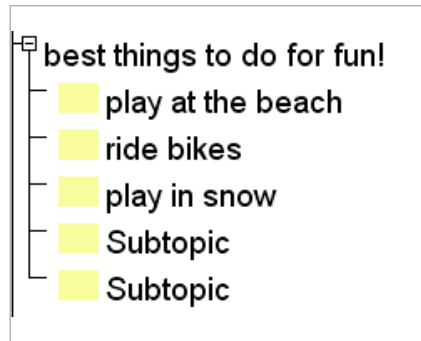 best things to do for fun!
play at the beach
ride bikes
play in snow
Subtopic
Subtopic